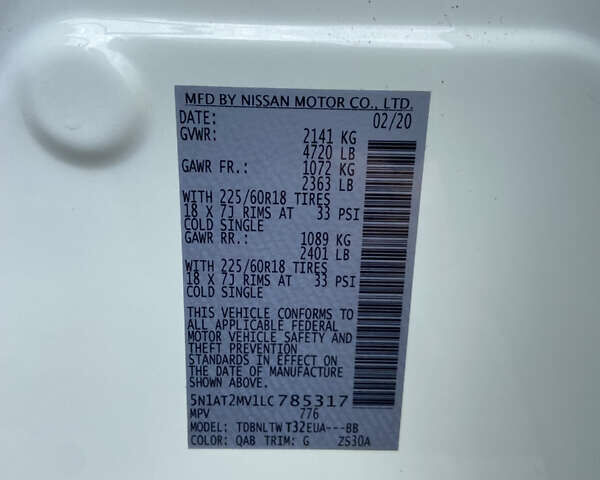 MFD BY NISSAN MOTOR CO., LTD.
DATE: 02/20
GVWR: 2141 KG
4720 LB
GAWR FR.: 1072 KG
2363 LB
WITH 225/60R18 TIRES
18 X 7J RIMS AT 33 PSI
COLD SINGLE
GAWR RR.: 1089 KG
2401 LB
WITH 225/60R18 TIRES
18 X 7J RIMS AT 33 PSI
COLD SINGLE
THIS VEHICLE CONFORMS TO
ALL APPLICABLE FEDERAL
MOTOR VEHICLE SAFETY AND
THEFT PREVENTION
STANDARDS IN EFFECT ON
THE DATE OF MANUFACTURE
SHOWN ABOVE.
5N1AT2MV1LC785317
MPV 776
MODEL: TDBNLTW T32EUA---BB
COLOR: QAB TRIM: G ZS30A